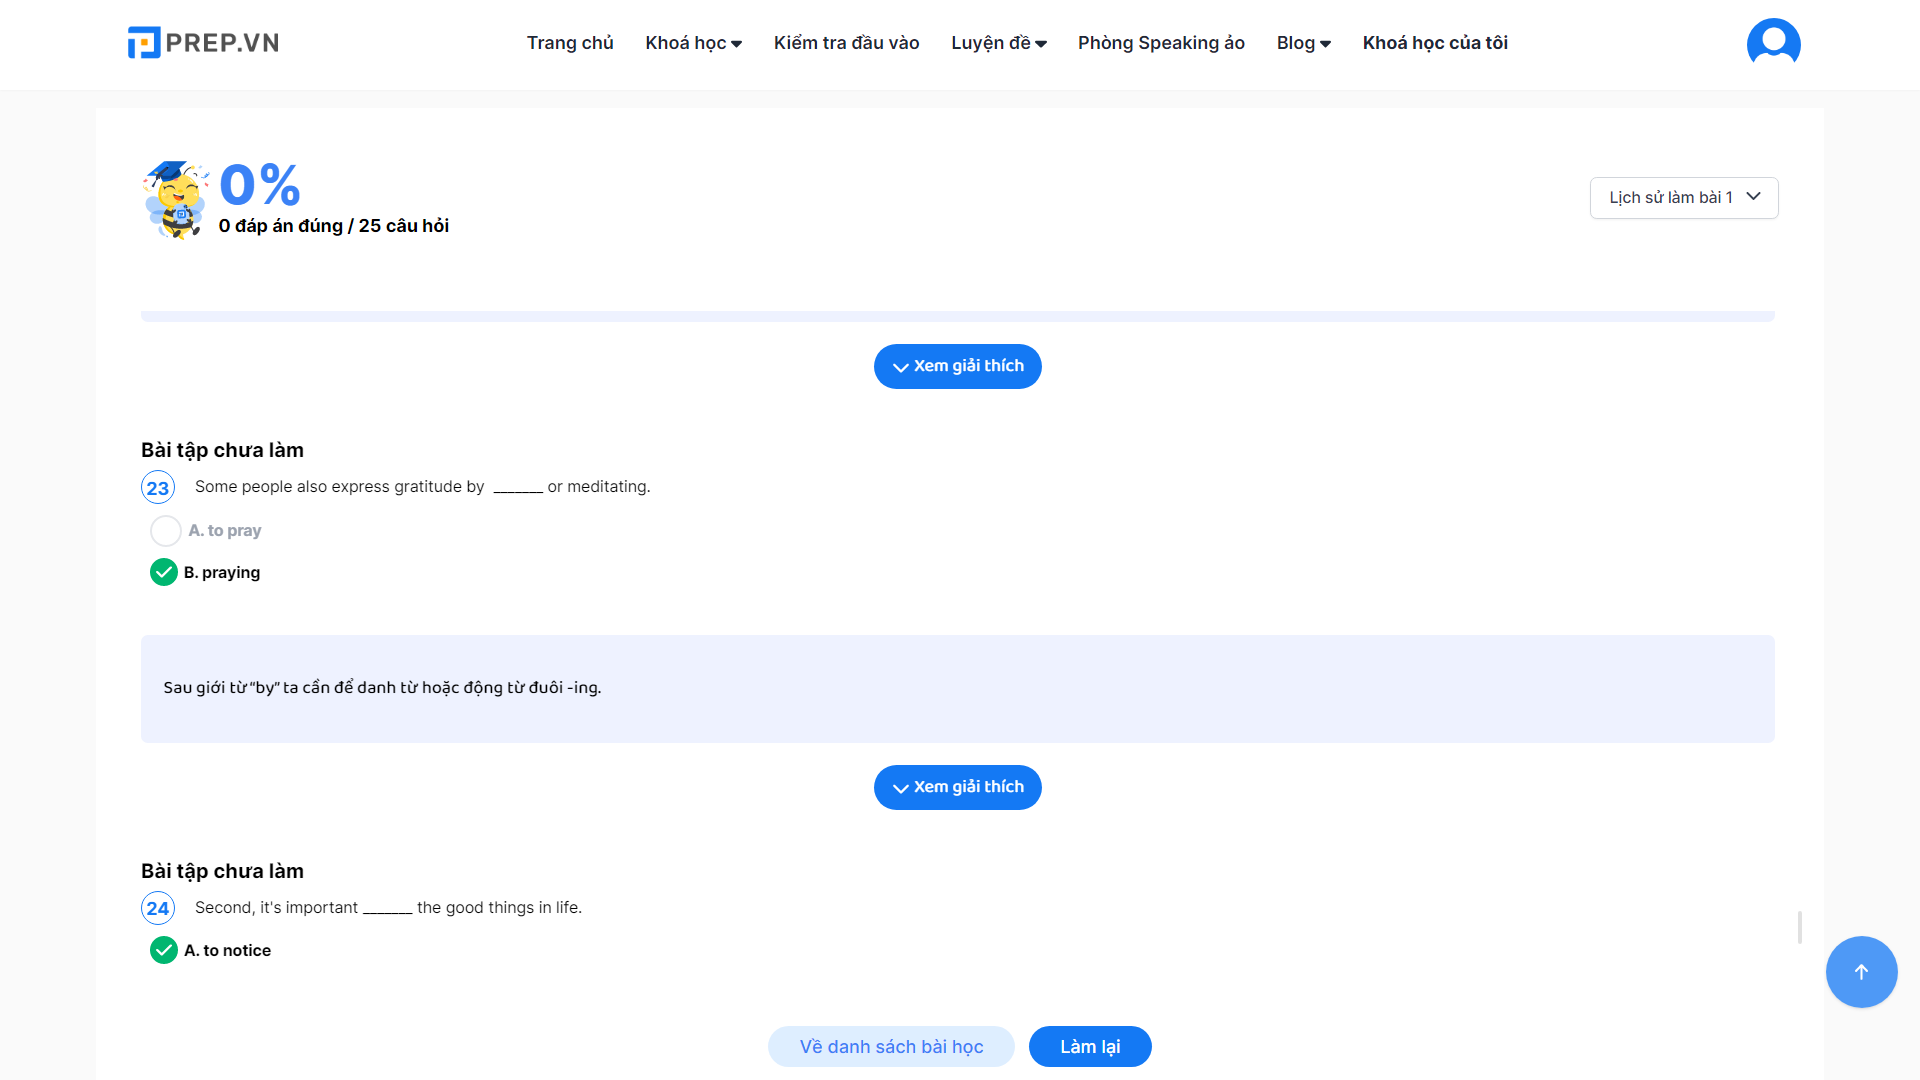 PREP.VN
Trang chủ Khoá học Kiểm tra đầu vào Luyện đề Phòng Speaking ảo Blog Khoá học của tôi
0%
0 đáp án đúng / 25 câu hỏi
Lịch sử làm bài 1
Xem giải thích
Bài tập chưa làm
23 Some people also express gratitude by _______ or meditating.
A. to pray
B. praying
Sau giới từ “by” ta cần để danh từ hoặc động từ đuôi -ing.
Xem giải thích
Bài tập chưa làm
24 Second, it's important _______ the good things in life.
A. to notice
Về danh sách bài học Làm lại